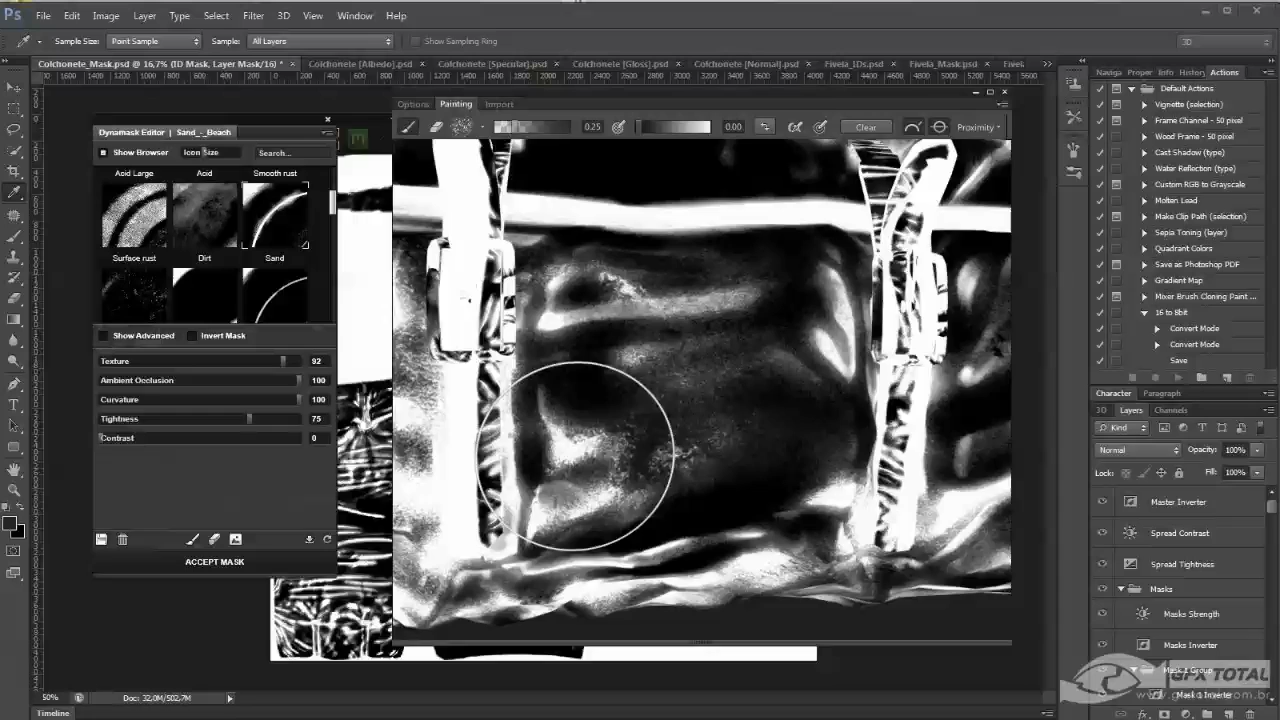 Ps File Edit Image Layer Type Select Filter 3D View Window Help
Sample Size: Point Sample Sample: All Layers Show Sampling Ring 3D
Colchonete_Mask.psd @ 16,7% (ID Mask, Layer Mask/16) * × Colchonete [Albedo].psd × Colchonete [Specular].psd × Colchonete [Gloss].psd × Colchonete [Normal].psd × Fivela_IDs.psd × Fivela_Mask.psd × Fivel
Options Painting Import
0.25 0.00 Clear Proximity
Dynamask Editor | Sand_-_Beach
Show Browser Icon Size Search...
Acid Large Acid Smooth rust
Surface rust Dirt Sand
Show Advanced Invert Mask
Texture 92
Ambient Occlusion 100
Curvature 100
Tightness 75
Contrast 0
ACCEPT MASK
50% Doc: 32,0M/502,7M
Timeline
Naviga Proper Info History Actions
Default Actions
Vignette (selection)
Frame Channel - 50 pixel
Wood Frame - 50 pixel
Cast Shadow (type)
Water Reflection (type)
Custom RGB to Grayscale
Molten Lead
Make Clip Path (selection)
Sepia Toning (layer)
Quadrant Colors
Save as Photoshop PDF
Gradient Map
Mixer Brush Cloning Paint ...
16 to 8bit
Convert Mode
Convert Mode
Save
Character Paragraph
3D Layers Channels
Kind
Normal Opacity: 100%
Lock: Fill: 100%
Master Inverter
Spread Contrast
Spread Tightness
Masks
Masks Strength
Masks Inverter
Mask 1 Group
Mask 1 Inverter
GFX TOTAL